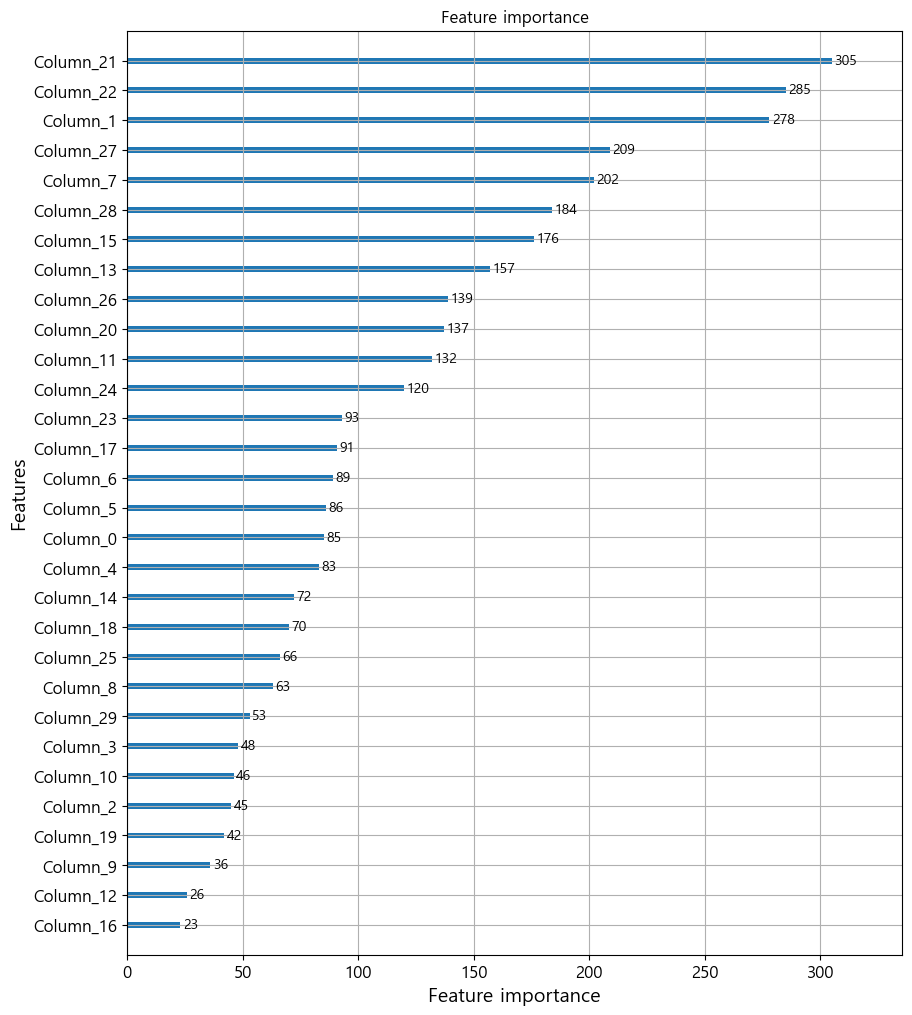 Feature importance
Column_21 305
Column_22 285
Column_1 278
Column_27 209
Column_7 202
Column_28 184
Column_15 176
Column_13 157
Column_26 139
Column_20 137
Column_11 132
Column_24 120
Column_23 93
Column_17 91
Column_6 89
Column_5 86
Column_0 85
Column_4 83
Column_14 72
Column_18 70
Column_25 66
Column_8 63
Column_29 53
Column_3 48
Column_10 46
Column_2 45
Column_19 42
Column_9 36
Column_12 26
Column_16 23
Features
0 50 100 150 200 250 300
Feature importance